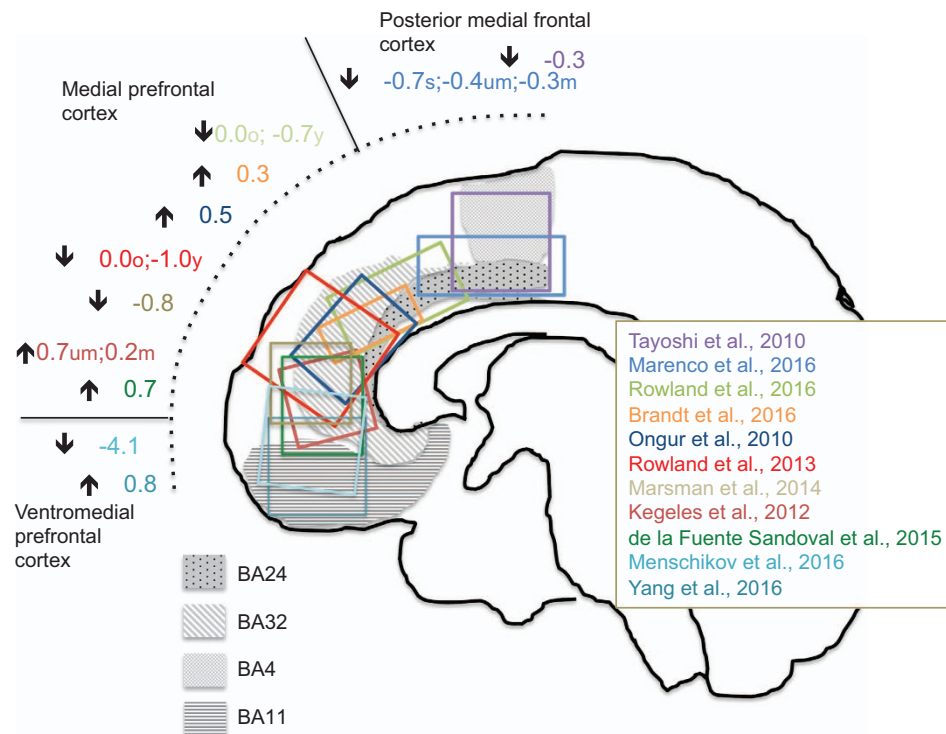 Posterior medial frontal
cortex
-0.3
-0.7s;-0.4um;-0.3m
Medial prefrontal
cortex
0.0o; -0.7y
0.3
0.5
0.0o;-1.0y
-0.8
0.7um;0.2m
0.7
-4.1
0.8
Ventromedial
prefrontal
cortex
Tayoshi et al., 2010
Marenco et al., 2016
Rowland et al., 2016
Brandt et al., 2016
Ongur et al., 2010
Rowland et al., 2013
Marsman et al., 2014
Kegeles et al., 2012
de la Fuente Sandoval et al., 2015
Menschikov et al., 2016
Yang et al., 2016
BA24
BA32
BA4
BA11